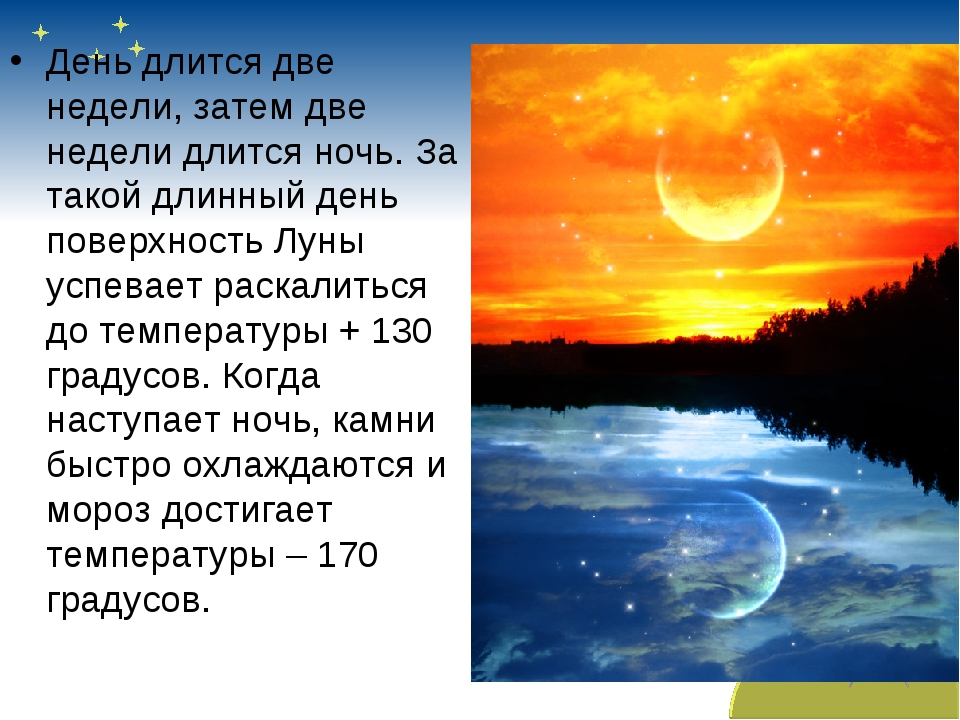 • День длится две
недели, затем две
недели длится ночь. За
такой длинный день
поверхность Луны
успевает раскалиться
до температуры + 130
градусов. Когда
наступает ночь, камни
быстро охлаждаются и
мороз достигает
температуры – 170
градусов.